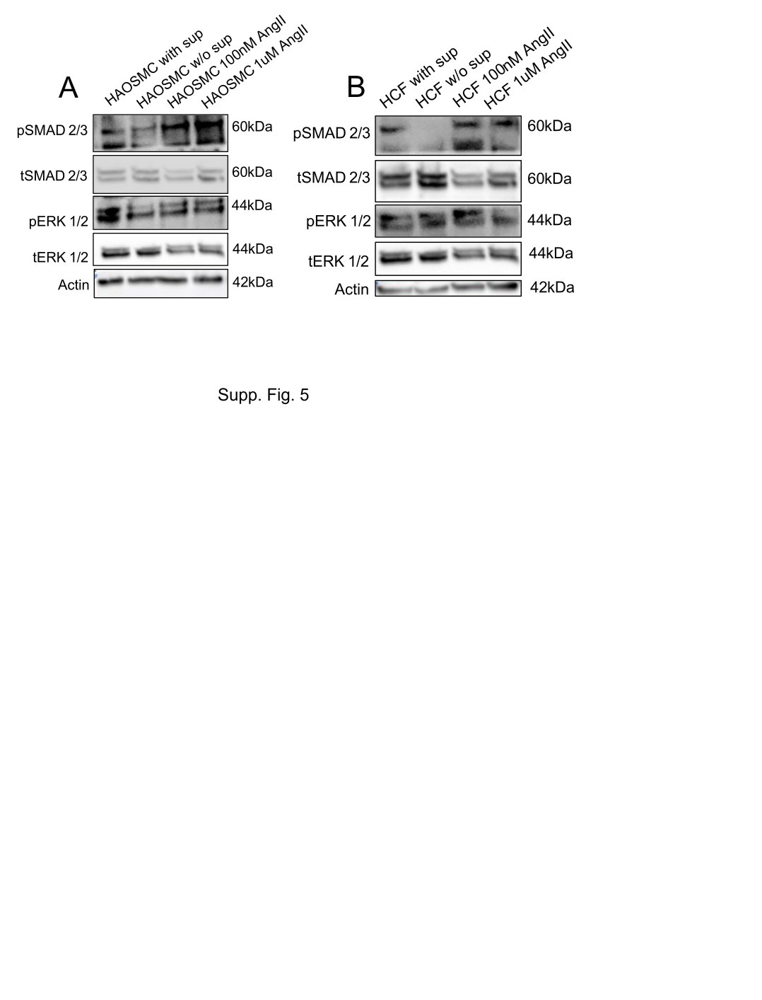 A
HAOSMC with sup
HAOSMC w/o sup
HAOSMC 100nM AngII
HAOSMC 1uM AngII
pSMAD 2/3
60kDa
tSMAD 2/3
60kDa
pERK 1/2
44kDa
tERK 1/2
44kDa
Actin
42kDa
B
HCF with sup
HCF w/o sup
HCF 100nM AngII
HCF 1uM AngII
pSMAD 2/3
60kDa
tSMAD 2/3
60kDa
pERK 1/2
44kDa
tERK 1/2
44kDa
Actin
42kDa
Supp. Fig. 5